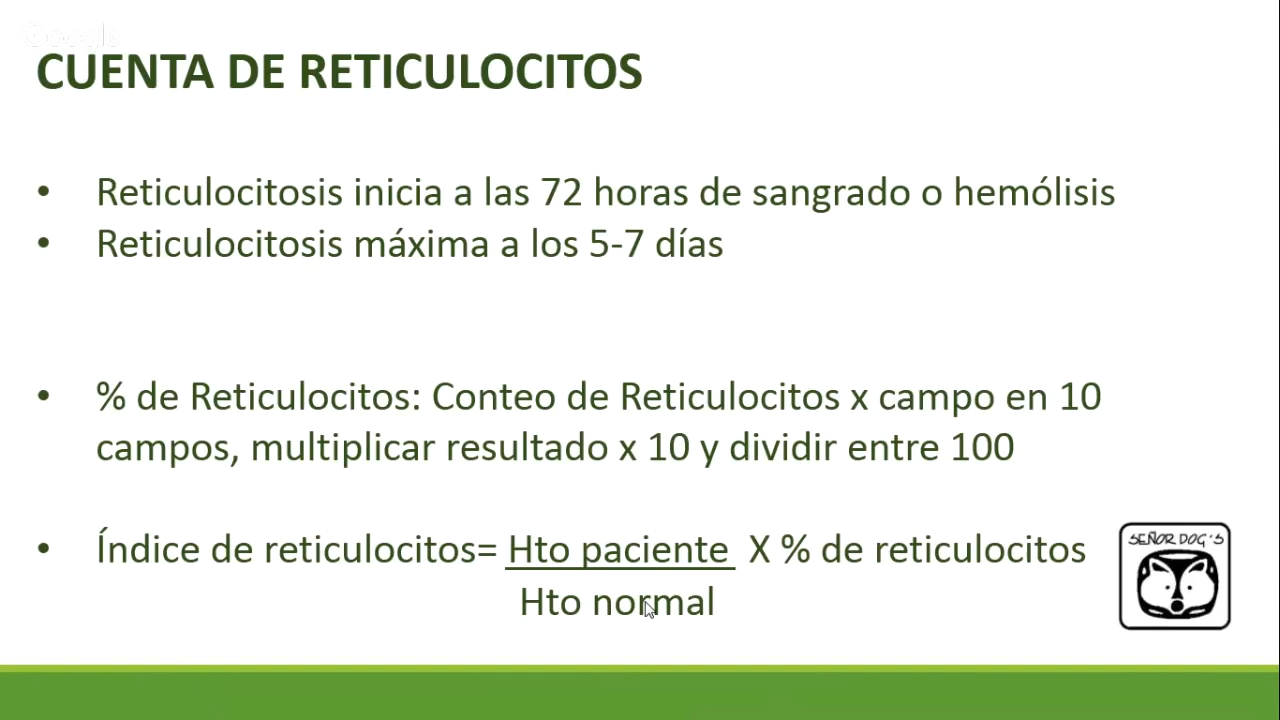 CUENTA DE RETICULOCITOS
• Reticulocitosis inicia a las 72 horas de sangrado o hemólisis
• Reticulocitosis máxima a los 5-7 días
• % de Reticulocitos: Conteo de Reticulocitos x campo en 10
campos, multiplicar resultado x 10 y dividir entre 100
• Índice de reticulocitos= Hto paciente X % de reticulocitos
Hto normal
SEÑOR DOG'S